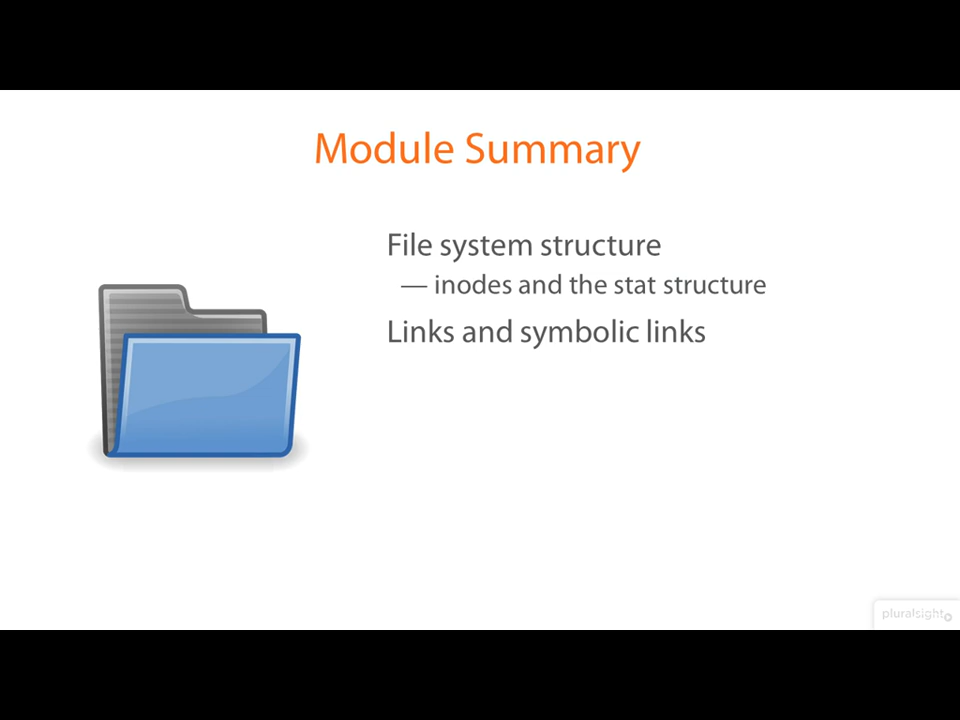 Module Summary
File system structure
— inodes and the stat structure
Links and symbolic links
pluralsight